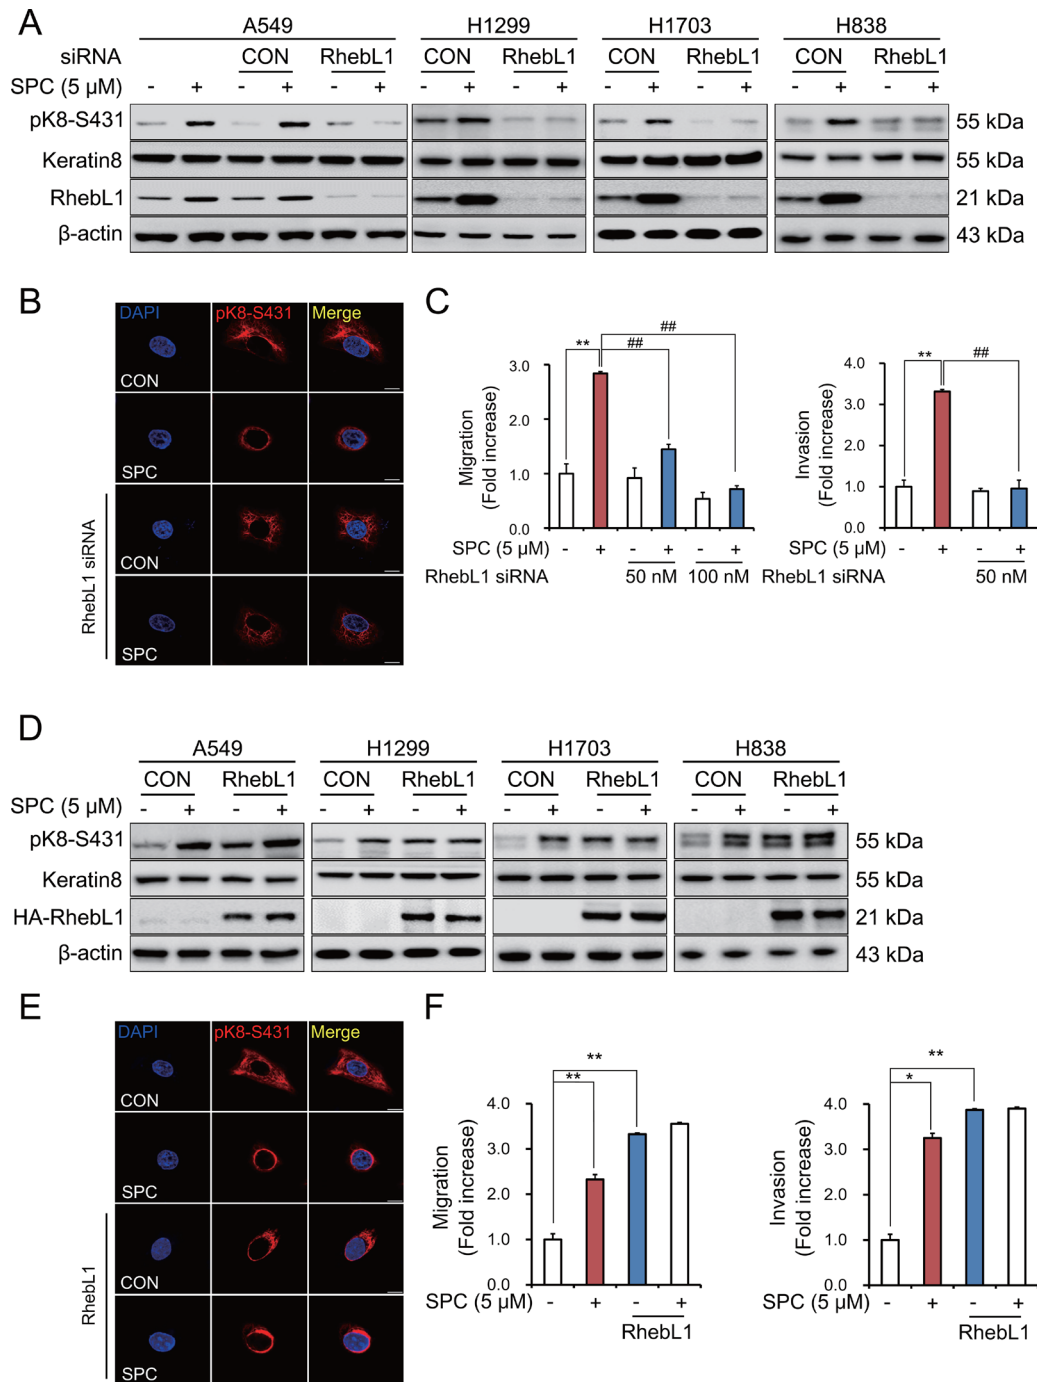 A
A549 H1299 H1703 H838
siRNA CON RhebL1 CON RhebL1 CON RhebL1 CON RhebL1
SPC (5 µM) - + - + - + - + - + - + - + - + - +
pK8-S431 55 kDa
Keratin8 55 kDa
RhebL1 21 kDa
β-actin 43 kDa
B
DAPI pK8-S431 Merge
CON
SPC
RhebL1 siRNA
CON
SPC
C
##
** ##
Migration
(Fold increase)
3.0
2.0
1.0
0.0
SPC (5 µM) - + - + - +
RhebL1 siRNA 50 nM 100 nM
** ##
Invasion
(Fold increase)
4.0
3.0
2.0
1.0
0.0
SPC (5 µM) - + - +
RhebL1 siRNA 50 nM
D
A549 H1299 H1703 H838
CON RhebL1 CON RhebL1 CON RhebL1 CON RhebL1
SPC (5 µM) - + - + - + - + - + - + - + - +
pK8-S431 55 kDa
Keratin8 55 kDa
HA-RhebL1 21 kDa
β-actin 43 kDa
E
DAPI pK8-S431 Merge
CON
SPC
RhebL1
CON
SPC
F
**
**
Migration
(Fold increase)
4.0
3.0
2.0
1.0
0.0
SPC (5 µM) - + - +
RhebL1
**
*
Invasion
(Fold increase)
4.0
3.0
2.0
1.0
0.0
SPC (5 µM) - + - +
RhebL1